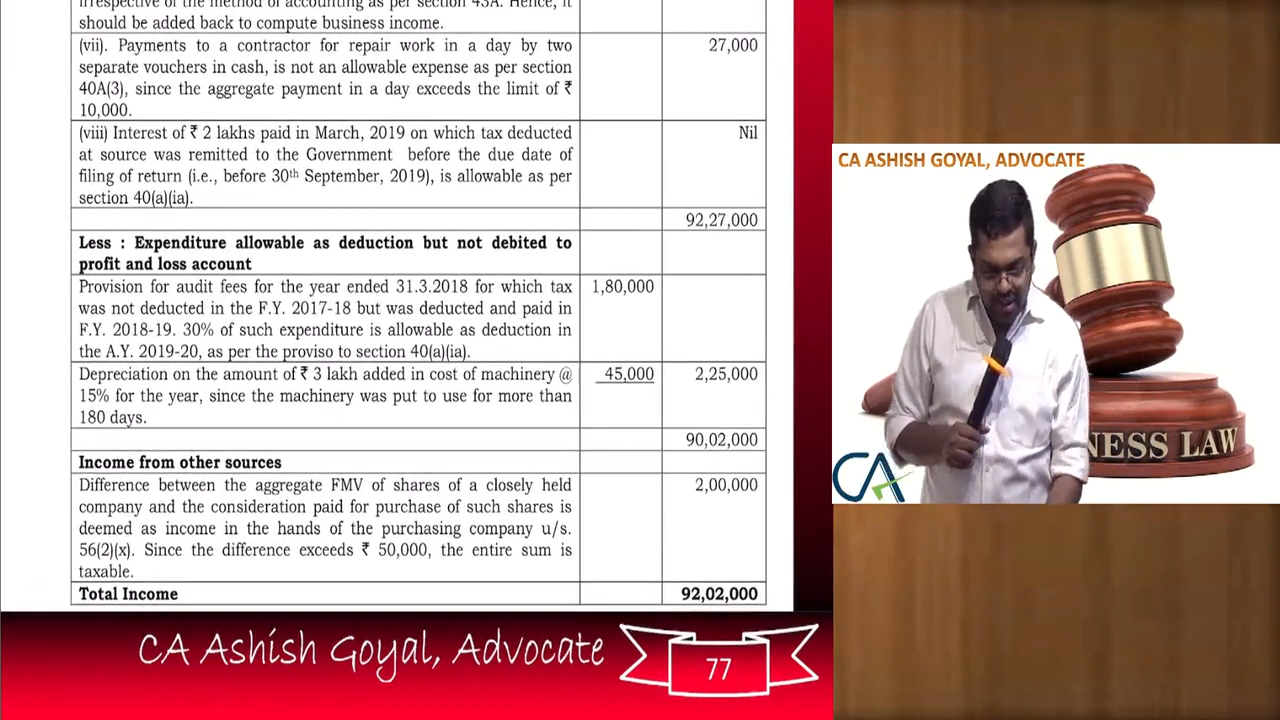 irrespective of the method of accounting as per section 43A. Hence, it
should be added back to compute business income.
(vii). Payments to a contractor for repair work in a day by two
separate vouchers in cash, is not an allowable expense as per section
40A(3), since the aggregate payment in a day exceeds the limit of ₹
10,000.
27,000
(viii) Interest of ₹ 2 lakhs paid in March, 2019 on which tax deducted
at source was remitted to the Government before the due date of
filing of return (i.e., before 30th September, 2019), is allowable as per
section 40(a)(ia).
Nil
92,27,000
Less : Expenditure allowable as deduction but not debited to
profit and loss account
Provision for audit fees for the year ended 31.3.2018 for which tax
was not deducted in the F.Y. 2017-18 but was deducted and paid in
F.Y. 2018-19. 30% of such expenditure is allowable as deduction in
the A.Y. 2019-20, as per the proviso to section 40(a)(ia).
1,80,000
Depreciation on the amount of ₹ 3 lakh added in cost of machinery @
15% for the year, since the machinery was put to use for more than
180 days.
45,000 2,25,000
90,02,000
Income from other sources
Difference between the aggregate FMV of shares of a closely held
company and the consideration paid for purchase of such shares is
deemed as income in the hands of the purchasing company u/s.
56(2)(x). Since the difference exceeds ₹ 50,000, the entire sum is
taxable.
2,00,000
Total Income 92,02,000
CA Ashish Goyal, Advocate
77
CA ASHISH GOYAL, ADVOCATE
NESS LAW
CA